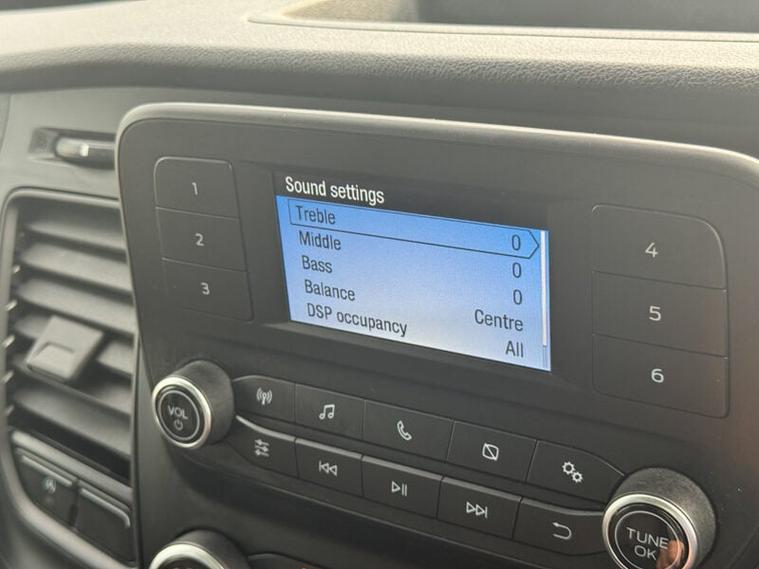 Sound settings
Treble 0
Middle 0
Bass 0
Balance Centre
DSP occupancy All
1
2
3
4
5
6
VOL
TUNE
OK